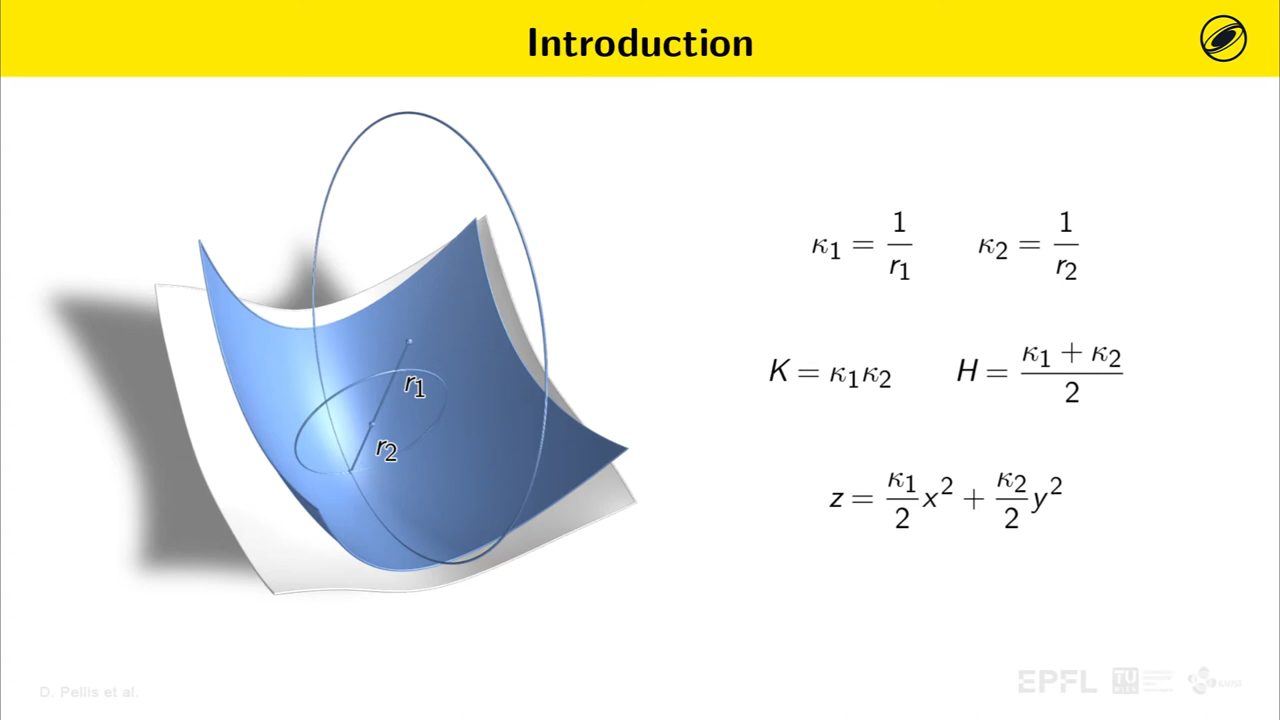 Introduction
κ₁ = 1/r₁    κ₂ = 1/r₂
K = κ₁κ₂    H = (κ₁ + κ₂)/2
z = κ₁/2 x² + κ₂/2 y²
r₁
r₂
D. Pellis et al.
EPFL TU